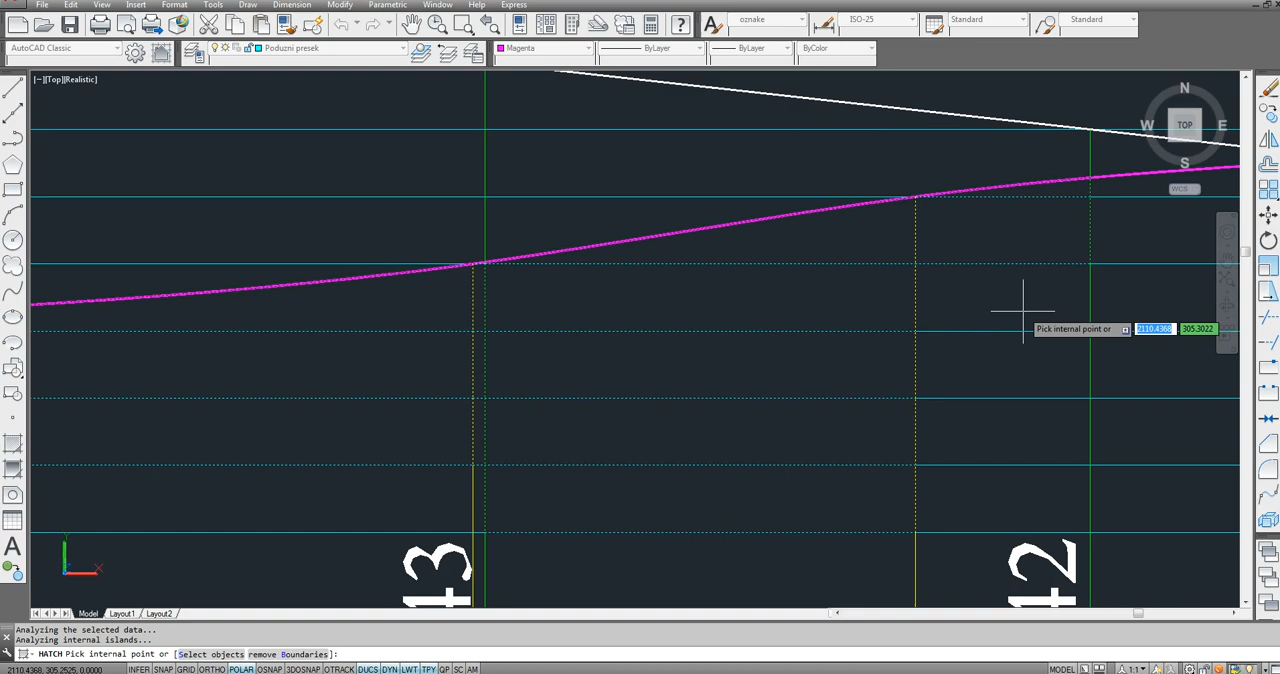 File Edit View Insert Format Tools Draw Dimension Modify Parametric Window Help Express
oznake ISO-25 Standard Standard
AutoCAD Classic Poduzni presek Magenta ByLayer ByLayer ByColor
[−][Top][Realistic]
N
W TOP E
S
WCS
Pick internal point or 2110.4368 305.3022
43 42
Model Layout1 Layout2
Analyzing the selected data...
Analyzing internal islands...
HATCH Pick internal point or [Select objects remove Boundaries]:
2110.4368, 305.2525, 0.0000 INFER SNAP GRID ORTHO POLAR OSNAP 3DOSNAP OTRACK DUCS DYN LWT TPY QP SC AM MODEL 1:1